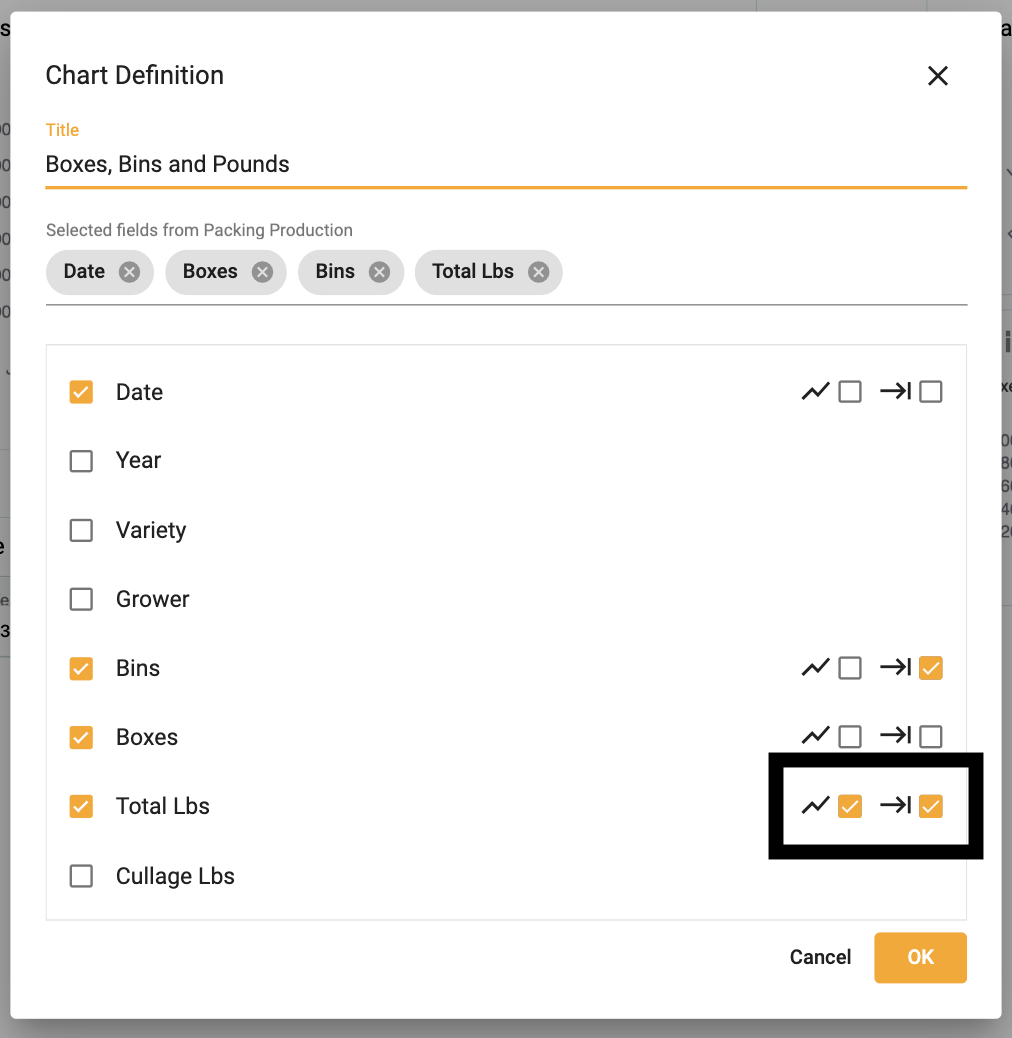 Chart Definition
Title
Boxes, Bins and Pounds
Selected fields from Packing Production
Date Boxes Bins Total Lbs
Date
Year
Variety
Grower
Bins
Boxes
Total Lbs
Cullage Lbs
Cancel OK